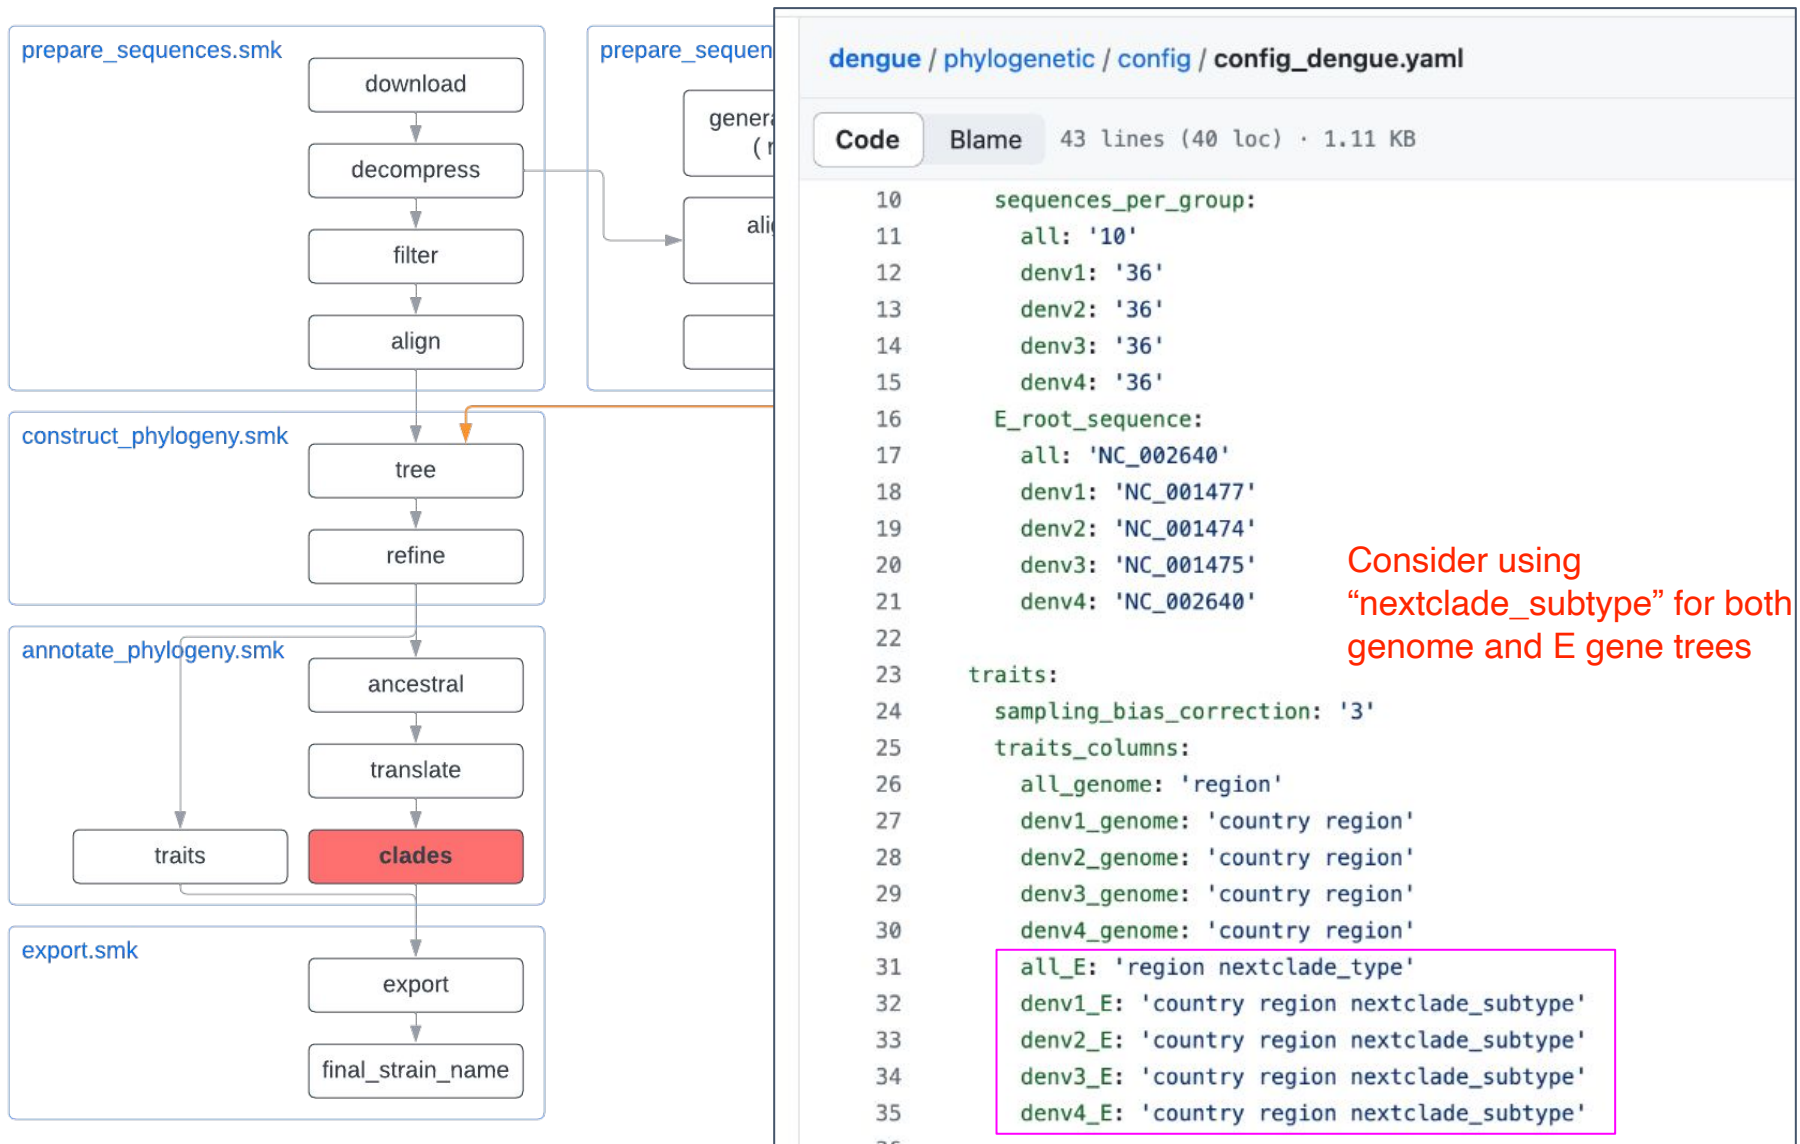 prepare_sequences.smk
download
decompress
filter
align
construct_phylogeny.smk
tree
refine
annotate_phylogeny.smk
ancestral
translate
traits
clades
export.smk
export
final_strain_name
dengue / phylogenetic / config / config_dengue.yaml
Code Blame 43 lines (40 loc) · 1.11 KB
10 sequences_per_group:
11 all: '10'
12 denv1: '36'
13 denv2: '36'
14 denv3: '36'
15 denv4: '36'
16 E_root_sequence:
17 all: 'NC_002640'
18 denv1: 'NC_001477'
19 denv2: 'NC_001474'
20 denv3: 'NC_001475'
21 denv4: 'NC_002640'
22
23 traits:
24 sampling_bias_correction: '3'
25 traits_columns:
26 all_genome: 'region'
27 denv1_genome: 'country region'
28 denv2_genome: 'country region'
29 denv3_genome: 'country region'
30 denv4_genome: 'country region'
31 all_E: 'region nextclade_type'
32 denv1_E: 'country region nextclade_subtype'
33 denv2_E: 'country region nextclade_subtype'
34 denv3_E: 'country region nextclade_subtype'
35 denv4_E: 'country region nextclade_subtype'
Consider using
“nextclade_subtype” for both
genome and E gene trees